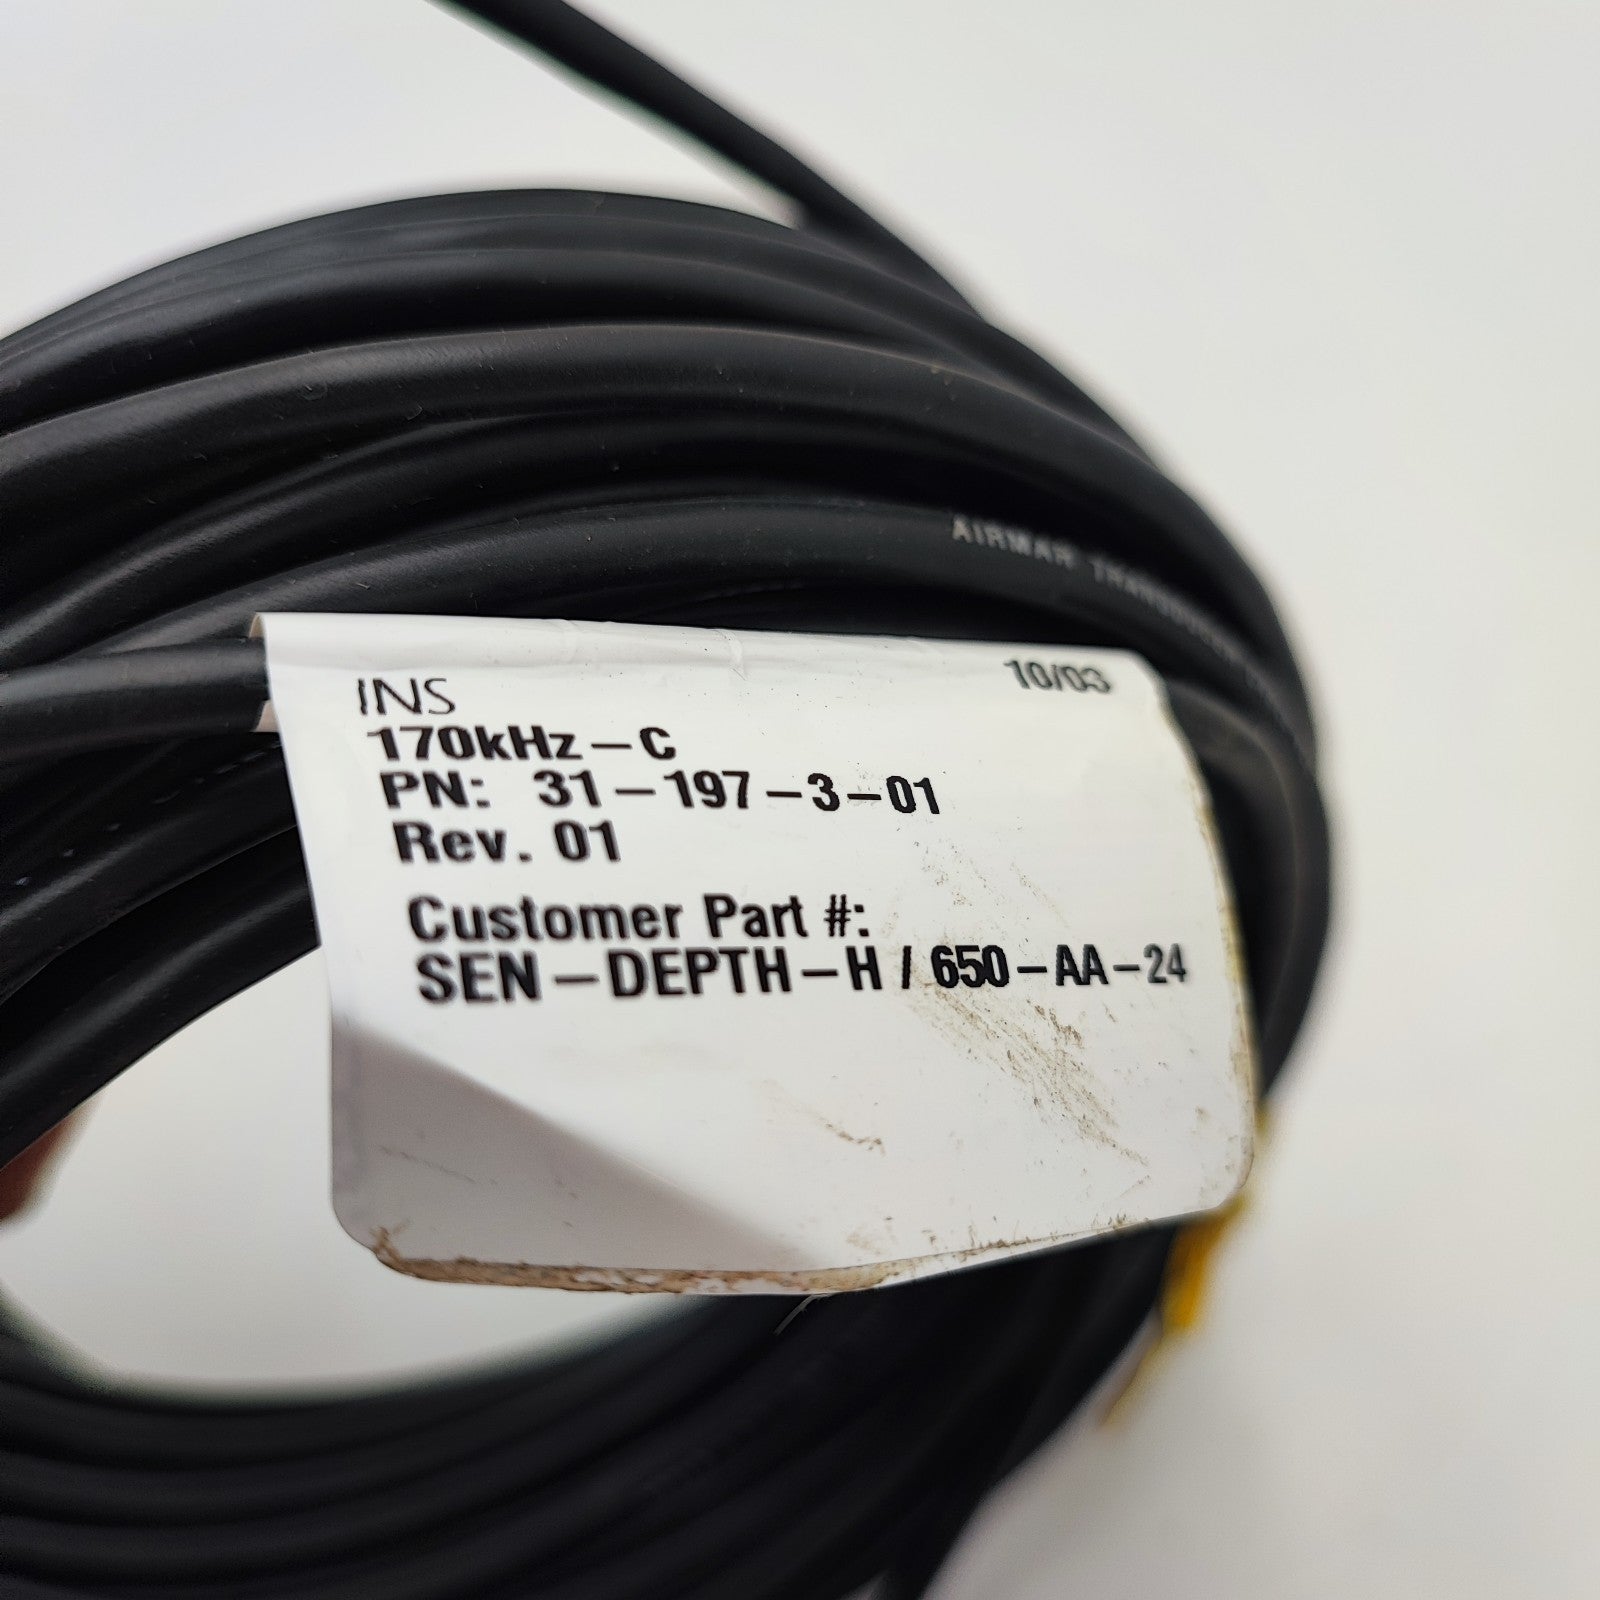 AIRMAR TRANSDUCER
10/03
INS
170kHz-C
PN: 31-197-3-01
Rev. 01
Customer Part #:
SEN-DEPTH-H / 650-AA-24